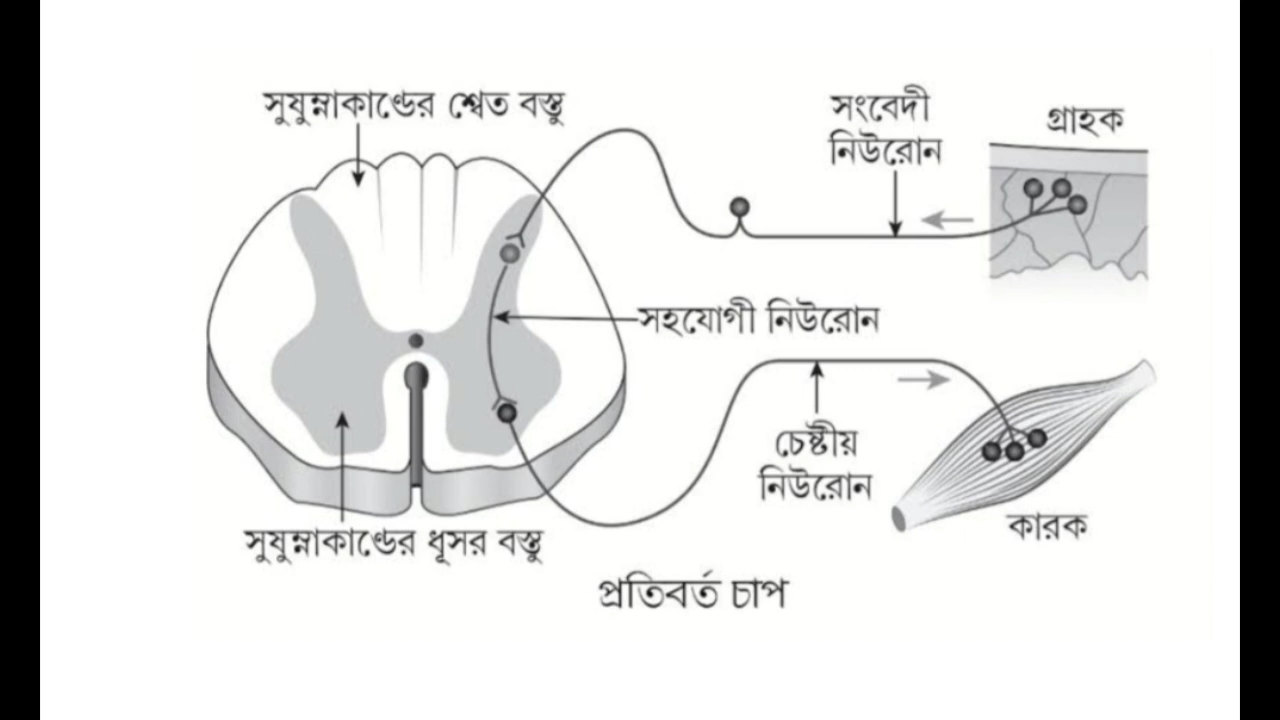 সুষুম্নাকাণ্ডের শ্বেত বস্তু
সংবেদী
নিউরোন
গ্রাহক
সহযোগী নিউরোন
চেষ্টীয়
নিউরোন
কারক
সুষুম্নাকাণ্ডের ধূসর বস্তু
প্রতিবর্ত চাপ